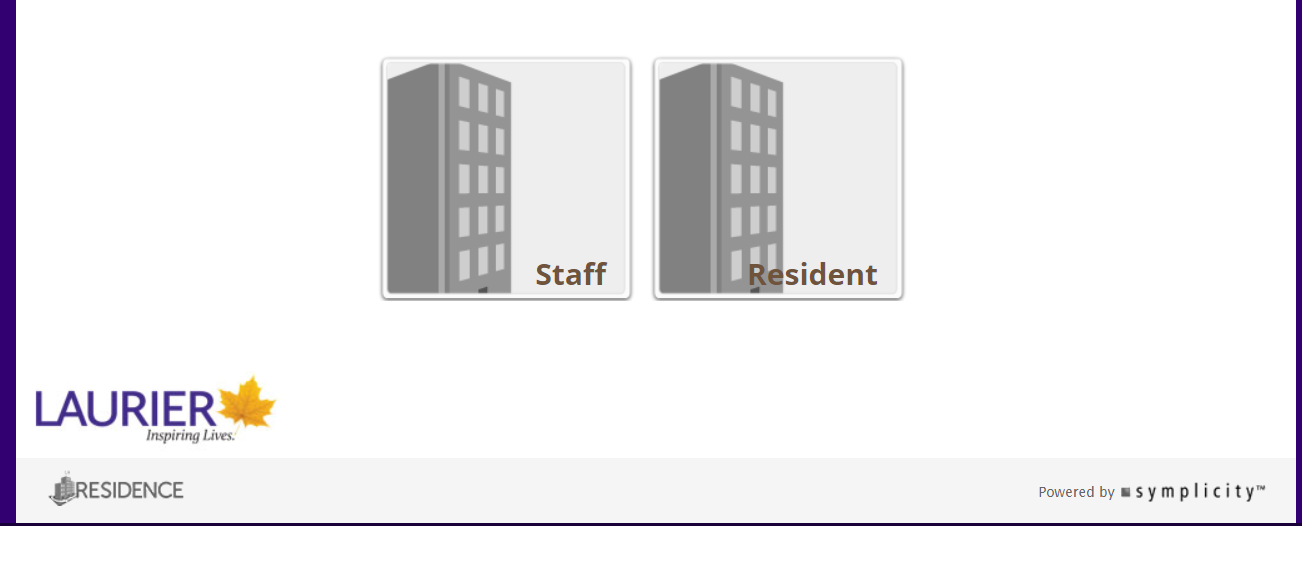 Staff
Resident
LAURIER
Inspiring Lives.
RESIDENCE
Powered by symplicity™